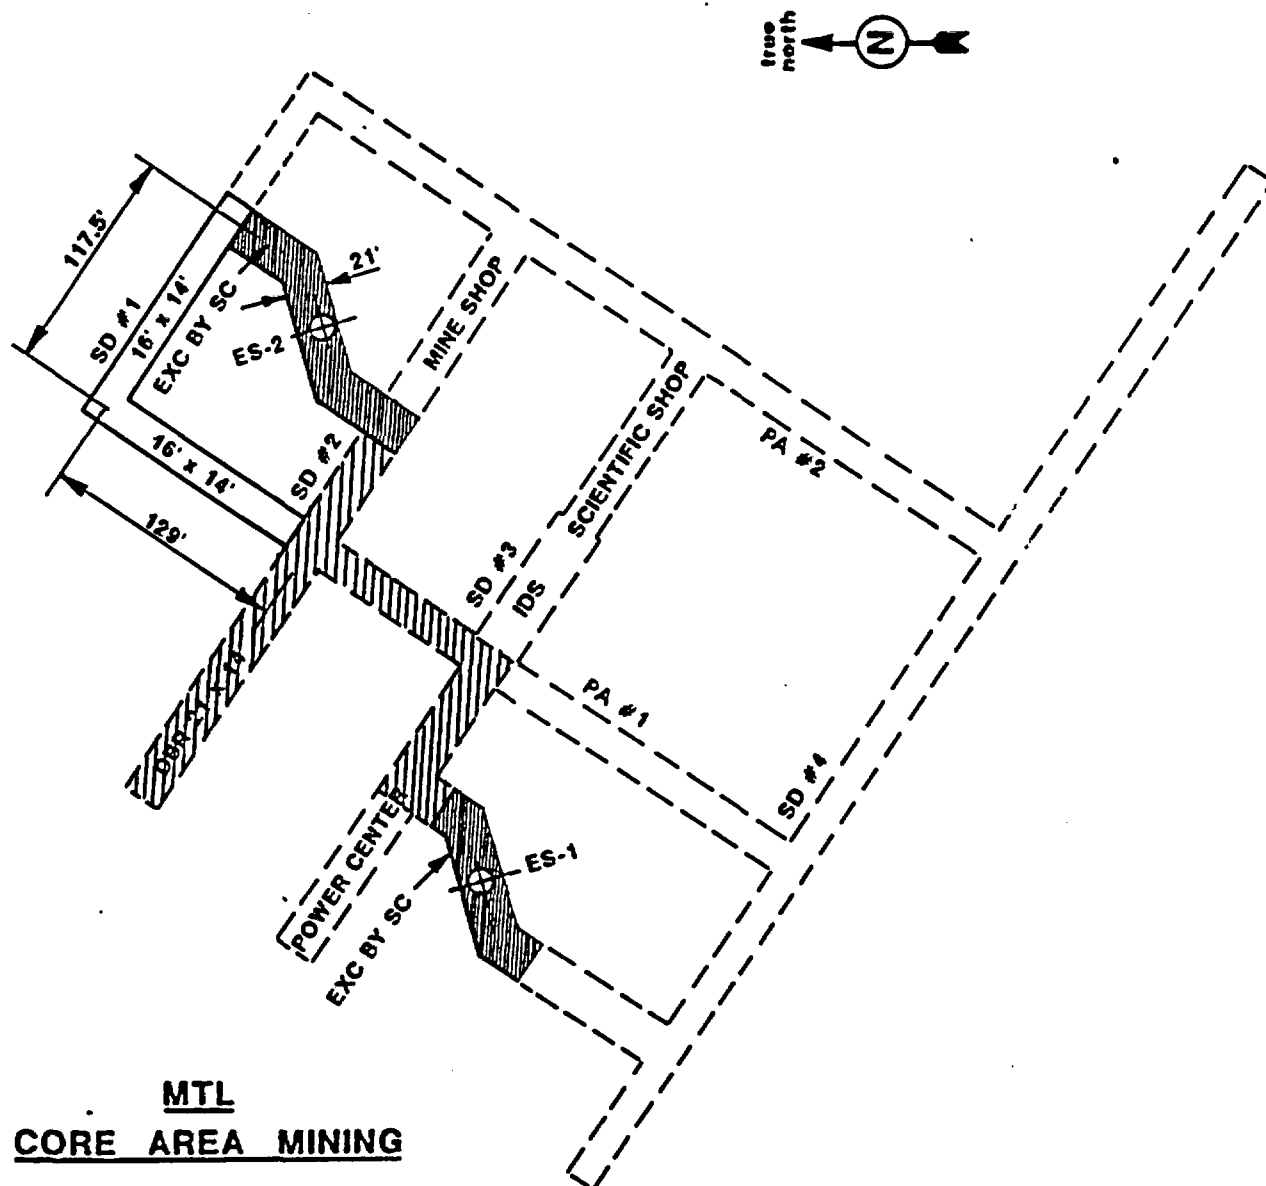 true
north
N
117.5'
SD #1
16' x 14'
EXC BY SC
21'
ES-2
MINE SHOP
16' x 14'
SD #2
129'
SCIENTIFIC SHOP
PA #2
SD #3
IDS
PA #1
SD #4
POWER CENTER
ES-1
EXC BY SC
MTL
CORE AREA MINING